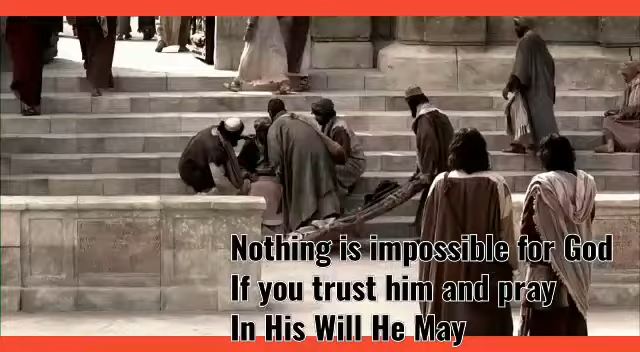 Nothing is impossible for God
If you trust him and pray
In His Will He May